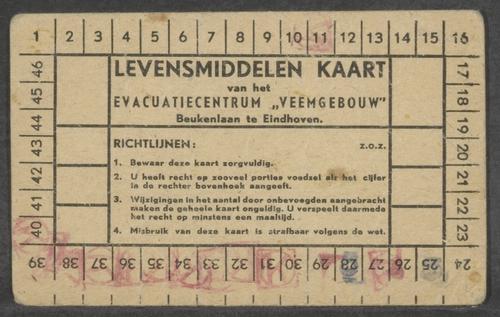 1 2 3 4 5 6 7 8 9 10 11 12 13 14 15 16
LEVENSMIDDELEN KAART
van het
EVACUATIECENTRUM „VEEMGEBOUW"
Beukenlaan te Eindhoven.
RICHTLIJNEN: z.o.z.
1. Bewaar deze kaart zorgvuldig.
2. U heeft recht op zooveel porties voedsel als het cijfer
in de rechter bovenhoek aangeeft.
3. Wijzigingen in het aantal door onbevoegden aangebracht
maken de geheele kaart ongeldig. U verspeelt daarmede
het recht op minstens een maaltijd.
4. Misbruik van deze kaart is strafbaar volgens de wet.
17 18 19 20 21 22 23
24 25 26 27 28 29 30 31 32 33 34 35 36 37 38 39
40 41 42 43 44 45 46